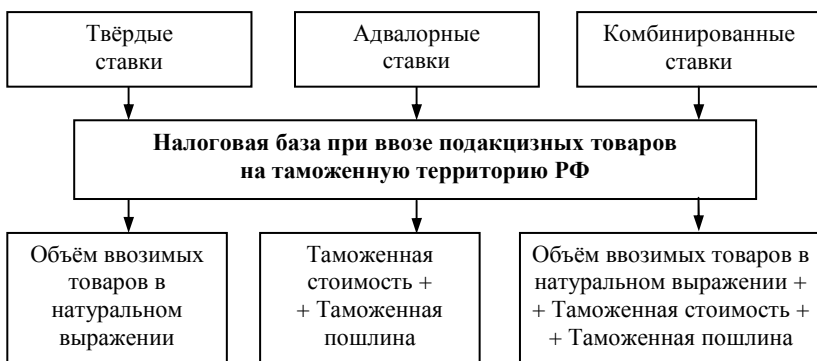 Твёрдые
ставки
Адвалорные
ставки
Комбинированные
ставки
Налоговая база при ввозе подакцизных товаров
на таможенную территорию РФ
Объём ввозимых
товаров в
натуральном
выражении
Таможенная
стоимость +
+ Таможенная
пошлина
Объём ввозимых товаров в
натуральном выражении +
+ Таможенная стоимость +
+ Таможенная пошлина